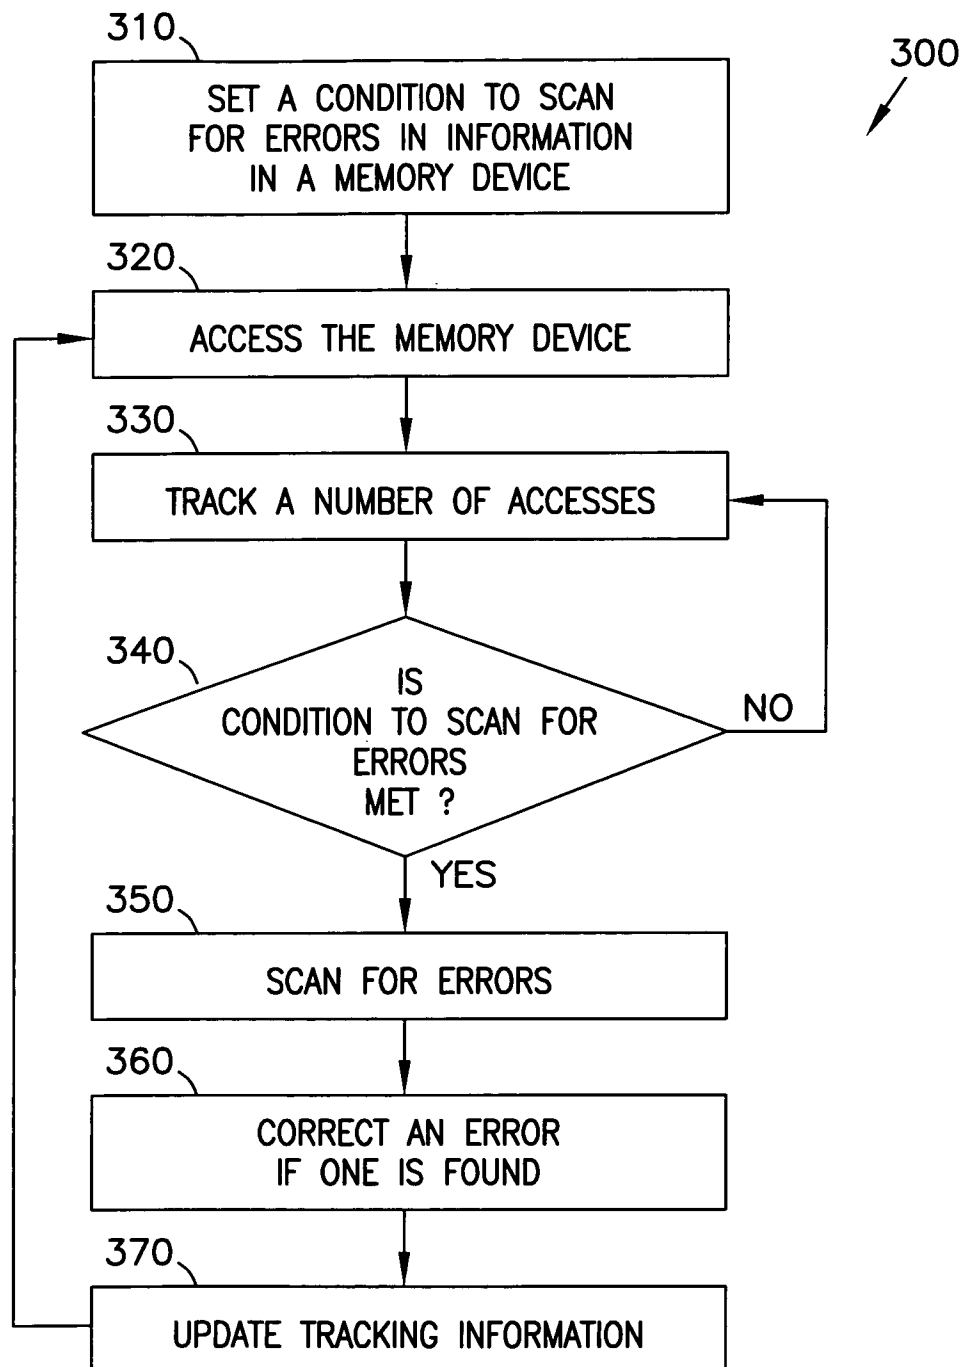 310
300
SET A CONDITION TO SCAN
FOR ERRORS IN INFORMATION
IN A MEMORY DEVICE
320
ACCESS THE MEMORY DEVICE
330
TRACK A NUMBER OF ACCESSES
340
IS
CONDITION TO SCAN FOR
ERRORS
MET ?
NO
YES
350
SCAN FOR ERRORS
360
CORRECT AN ERROR
IF ONE IS FOUND
370
UPDATE TRACKING INFORMATION